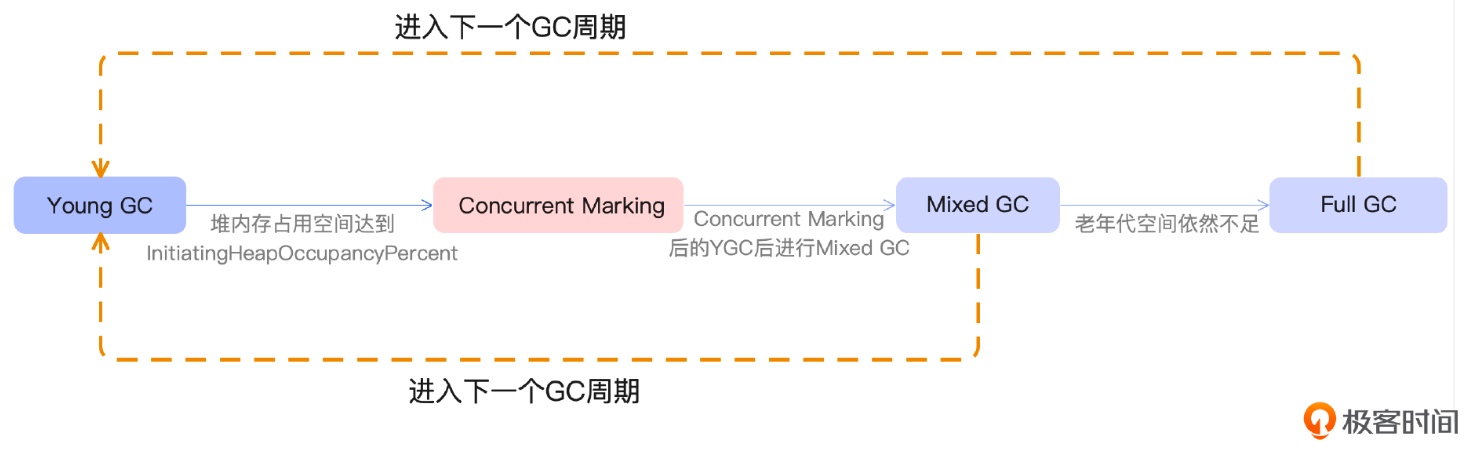 进入下一个GC周期
Young GC
堆内存占用空间达到
InitiatingHeapOccupancyPercent
Concurrent Marking
Concurrent Marking
后的YGC后进行Mixed GC
Mixed GC
老年代空间依然不足
Full GC
进入下一个GC周期
极客时间